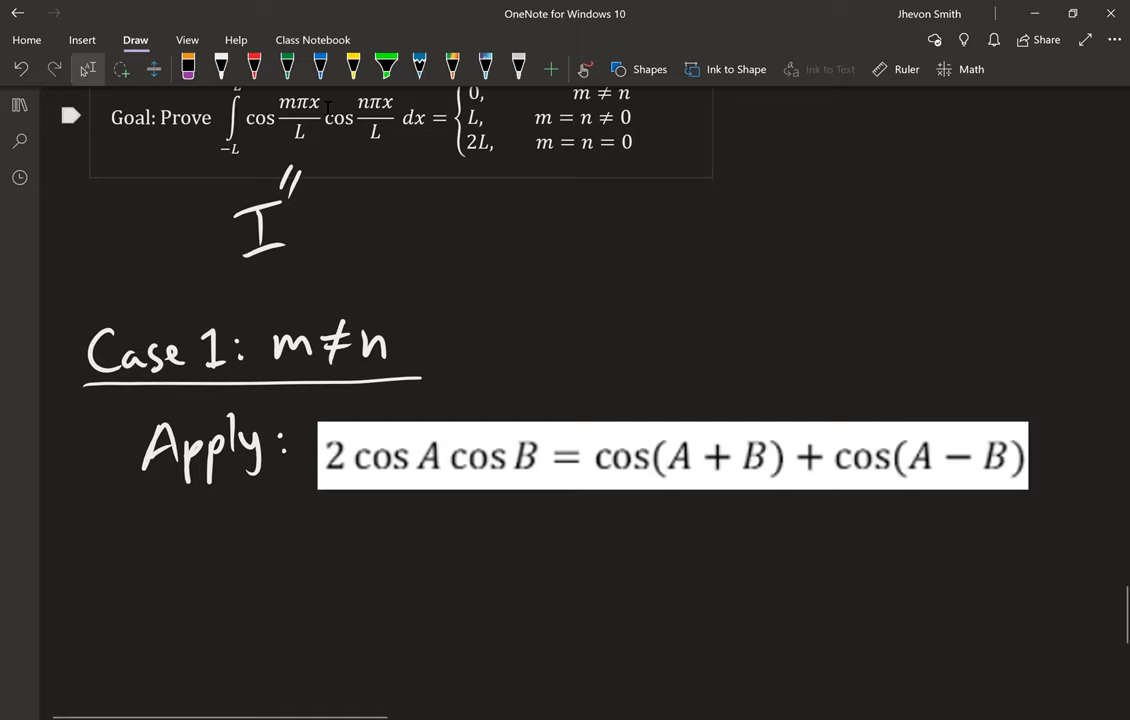 OneNote for Windows 10
Jhevon Smith
Home Insert Draw View Help Class Notebook
Share
Shapes Ink to Shape Ink to Text Ruler Math
Goal: Prove ∫_{-L}^{L} cos mπx/L cos nπx/L dx = { 0, m ≠ n
L, m = n ≠ 0
2L, m = n = 0
I "
Case 1: m ≠ n
Apply: 2 cos A cos B = cos(A + B) + cos(A − B)